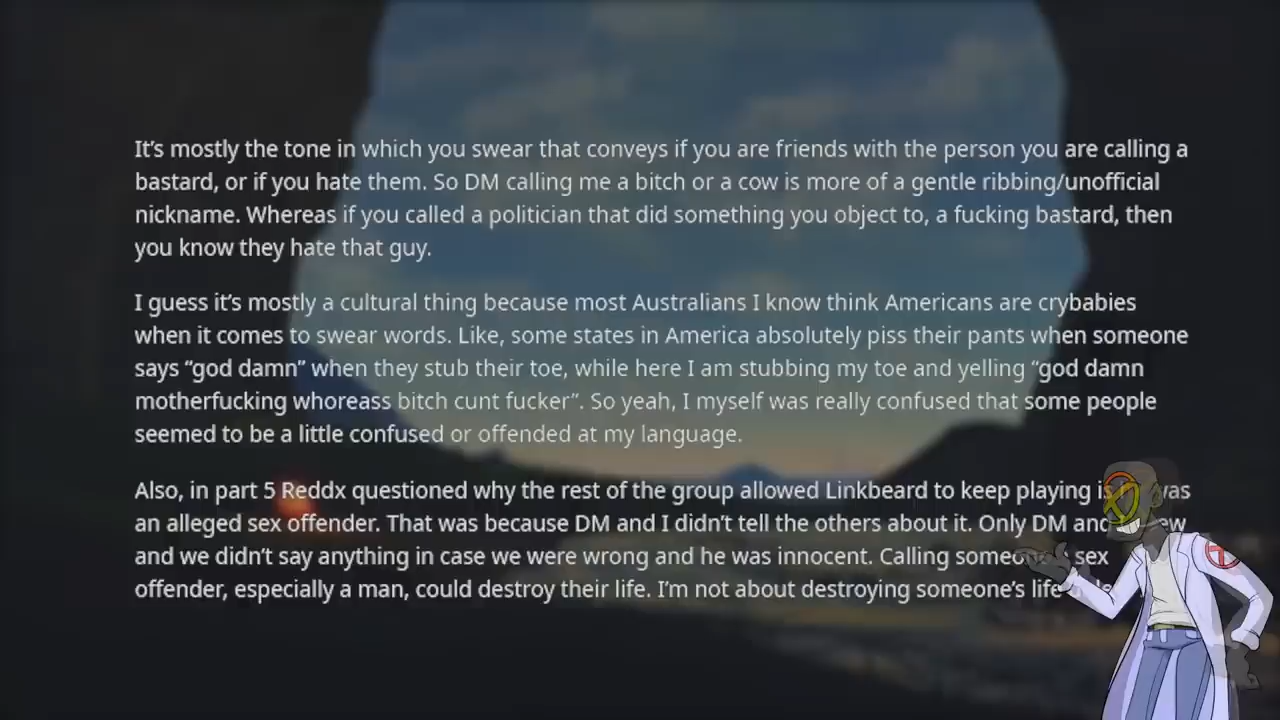 It’s mostly the tone in which you swear that conveys if you are friends with the person you are calling a
bastard, or if you hate them. So DM calling me a bitch or a cow is more of a gentle ribbing/unofficial
nickname. Whereas if you called a politician that did something you object to, a fucking bastard, then
you know they hate that guy.
I guess it’s mostly a cultural thing because most Australians I know think Americans are crybabies
when it comes to swear words. Like, some states in America absolutely piss their pants when someone
says “god damn” when they stub their toe, while here I am stubbing my toe and yelling “god damn
motherfucking whoreass bitch cunt fucker”. So yeah, I myself was really confused that some people
seemed to be a little confused or offended at my language.
Also, in part 5 Reddx questioned why the rest of the group allowed Linkbeard to keep playing
an alleged sex offender. That was because DM and I didn’t tell the others about it. Only DM
and we didn’t say anything in case we were wrong and he was innocent. Calling sex
offender, especially a man, could destroy their life. I’m not about destroying someone’s life